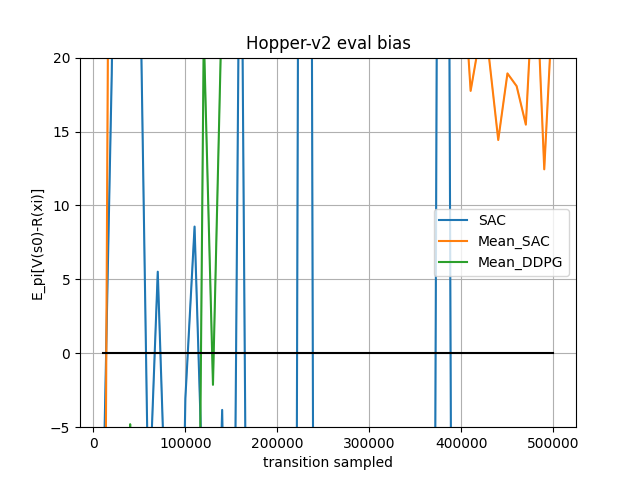 Hopper-v2 eval bias
E_pi[V(s0)-R(xi)]
20
15
10
5
0
−5
SAC
Mean_SAC
Mean_DDPG
0 100000 200000 300000 400000 500000
transition sampled